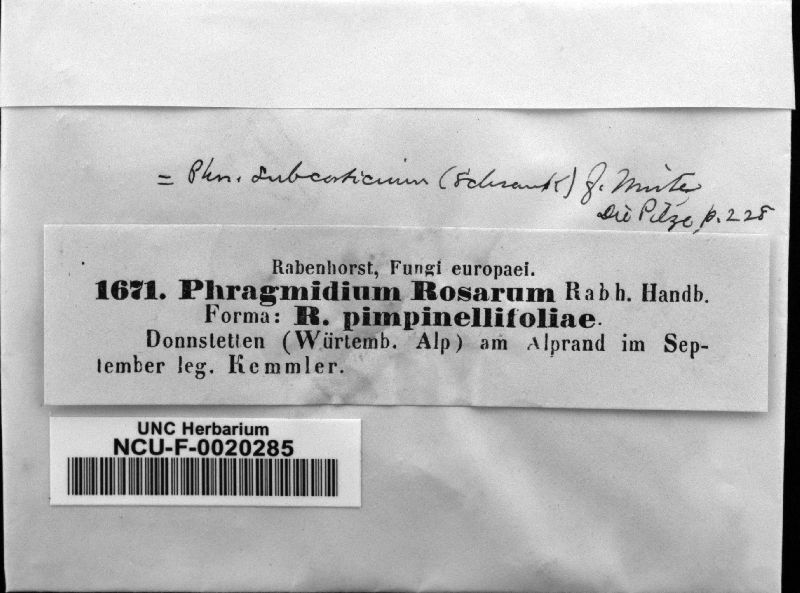 = Phr. subcorticium (Schrank) G. Winter
Die Pilze, p. 228
Rabenhorst, Fungi europaei.
1671. Phragmidium Rosarum Rabh. Handb.
Forma: R. pimpinellifoliae.
Donnstetten (Würtemb. Alp) am Alprand im Sep-
tember leg. Kemmler.
UNC Herbarium
NCU-F-0020285